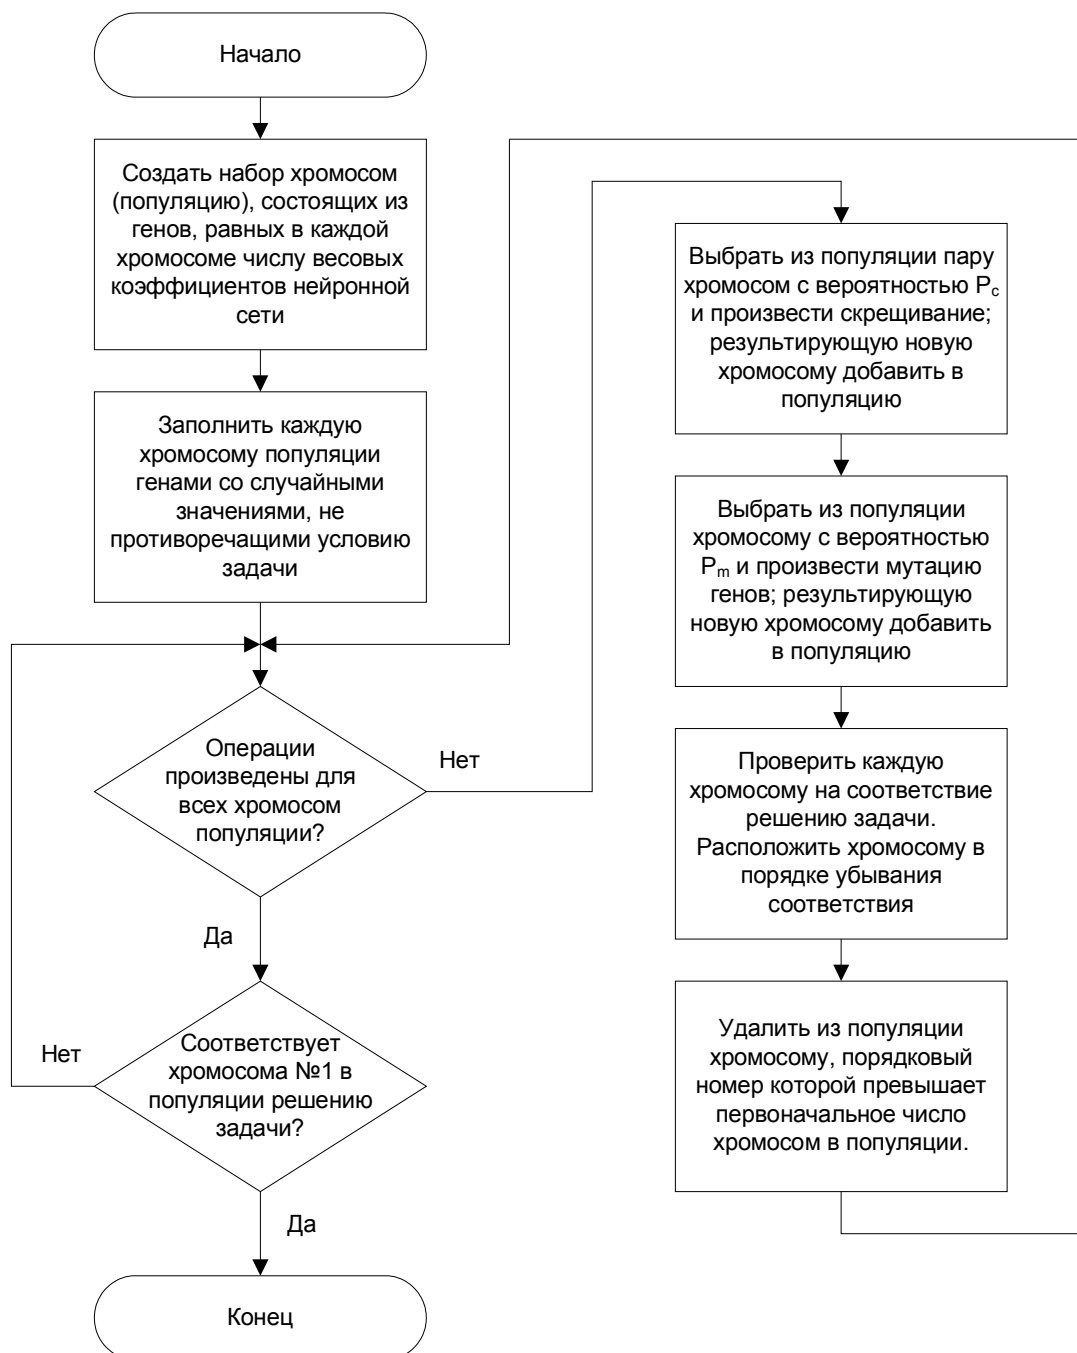 Начало
Создать набор хромосом
(популяцию), состоящих из
генов, равных в каждой
хромосоме числу весовых
коэффициентов нейронной
сети
Заполнить каждую
хромосому популяции
генами со случайными
значениями, не
противоречащими условию
задачи
Операции
произведены для
всех хромосом
популяции?
Нет
Да
Соответствует
хромосома №1 в
популяции решению
задачи?
Нет
Да
Конец
Выбрать из популяции пару
хромосом с вероятностью Pc
и произвести скрещивание;
результирующую новую
хромосому добавить в
популяцию
Выбрать из популяции
хромосому с вероятностью
Pm и произвести мутацию
генов; результирующую
новую хромосому добавить
в популяцию
Проверить каждую
хромосому на соответствие
решению задачи.
Расположить хромосому в
порядке убывания
соответствия
Удалить из популяции
хромосому, порядковый
номер которой превышает
первоначальное число
хромосом в популяции.